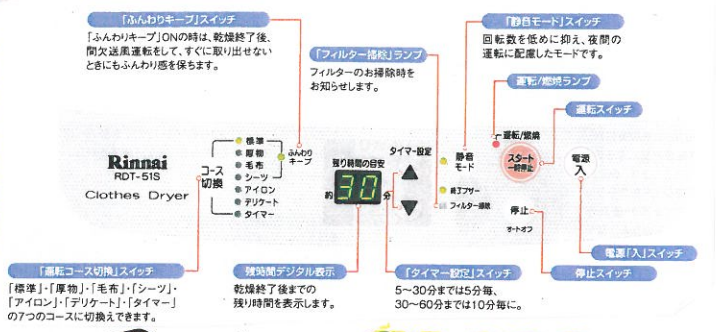 「ふんわりキープ」スイッチ
「ふんわりキープ」ONの時は、乾燥終了後、
間欠送風運転をして、すぐに取り出せない
ときにもふんわり感を保ちます。
「フィルター掃除」ランプ
フィルターのお掃除時を
お知らせします。
「静音モード」スイッチ
回転数を低めに抑え、夜間の
運転に配慮したモードです。
運転/燃焼ランプ
運転スイッチ
Rinnai
RDT-51S
Clothes Dryer
コース
切換
標準
厚物
毛布
シーツ
アイロン
デリケート
タイマー
ふんわり
キープ
残り時間の目安
約 30 分
タイマー設定
静音
モード
終了ブザー
フィルター掃除
運転/燃焼
スタート
一時停止
停止
オートオフ
電源
入
電源「入」スイッチ
停止スイッチ
「運転コース切換」スイッチ
「標準」・「厚物」・「毛布」・「シーツ」・
「アイロン」・「デリケート」・「タイマー」
の7つのコースに切換えできます。
残時間デジタル表示
乾燥終了後までの
残り時間を表示します。
「タイマー設定」スイッチ
5〜30分までは5分毎、
30〜60分までは10分毎に。